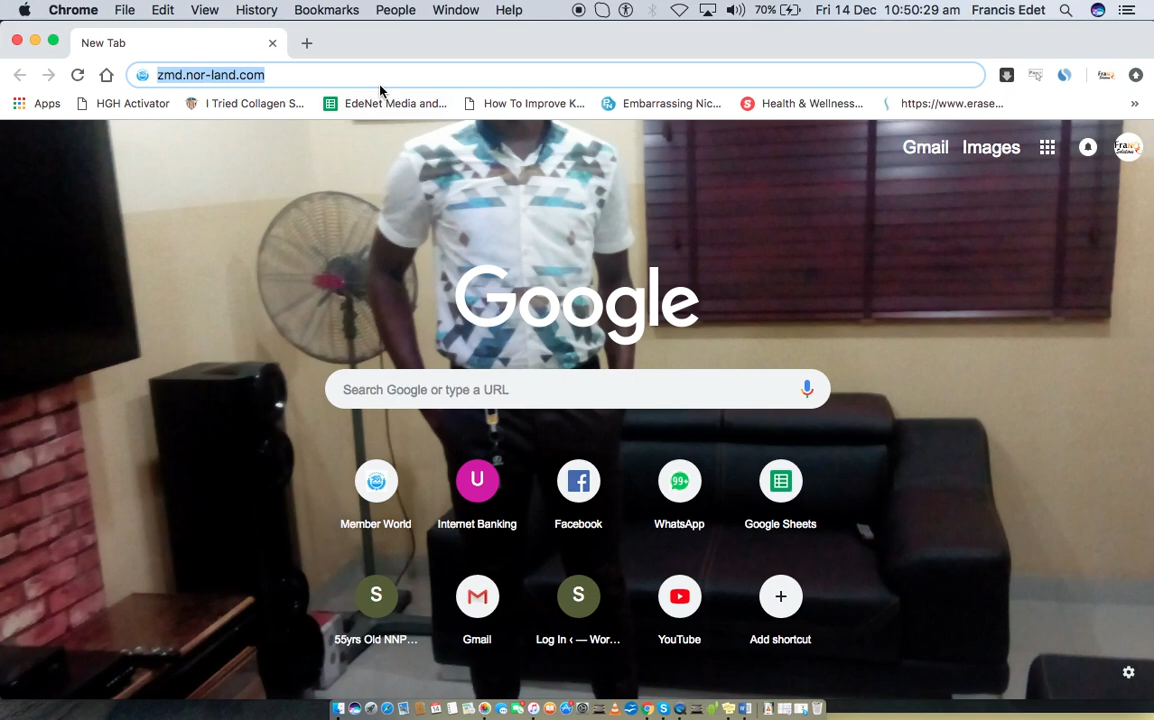 Chrome File Edit View History Bookmarks People Window Help 70% Fri 14 Dec 10:50:29 am Francis Edet
New Tab
zmd.nor-land.com
Apps HGH Activator I Tried Collagen S... EdeNet Media and... How To Improve K... Embarrassing Nic... Health & Wellness... https://www.erase... »
Gmail Images
Google
Search Google or type a URL
U
99+
Member World Internet Banking Facebook WhatsApp Google Sheets
S S
55yrs Old NNP... Gmail Log In ‹ — Wor... YouTube Add shortcut